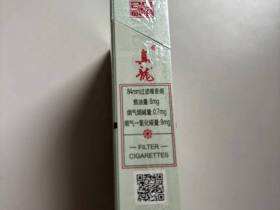 真龍
84mm过滤嘴香烟
焦油量:8mg
烟气烟碱量:0.7mg
烟气一氧化碳量:9mg
FILTER
CIGARETTES